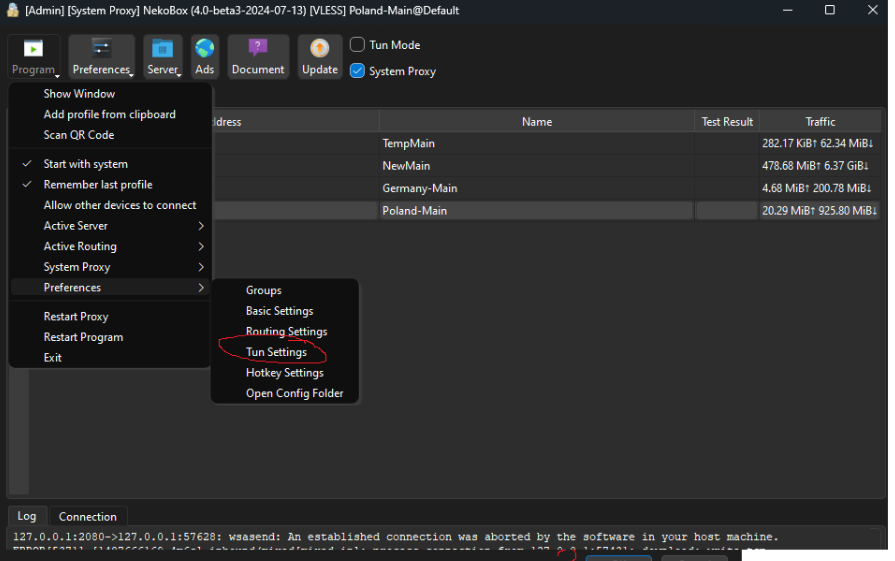 [Admin] [System Proxy] NekoBox (4.0-beta3-2024-07-13) [VLESS] Poland-Main@Default
Program Preferences Server Ads Document Update
Tun Mode
System Proxy
Show Window
Add profile from clipboard
Scan QR Code
Start with system
Remember last profile
Allow other devices to connect
Active Server
Active Routing
System Proxy
Preferences
Restart Proxy
Restart Program
Exit
Groups
Basic Settings
Routing Settings
Tun Settings
Hotkey Settings
Open Config Folder
ddress Name Test Result Traffic
TempMain 282.17 KiB↑ 62.34 MiB↓
NewMain 478.68 MiB↑ 6.37 GiB↓
Germany-Main 4.68 MiB↑ 200.78 MiB↓
Poland-Main 20.29 MiB↑ 925.80 MiB↓
Log Connection
127.0.0.1:2080->127.0.0.1:57628: wsasend: An established connection was aborted by the software in your host machine.